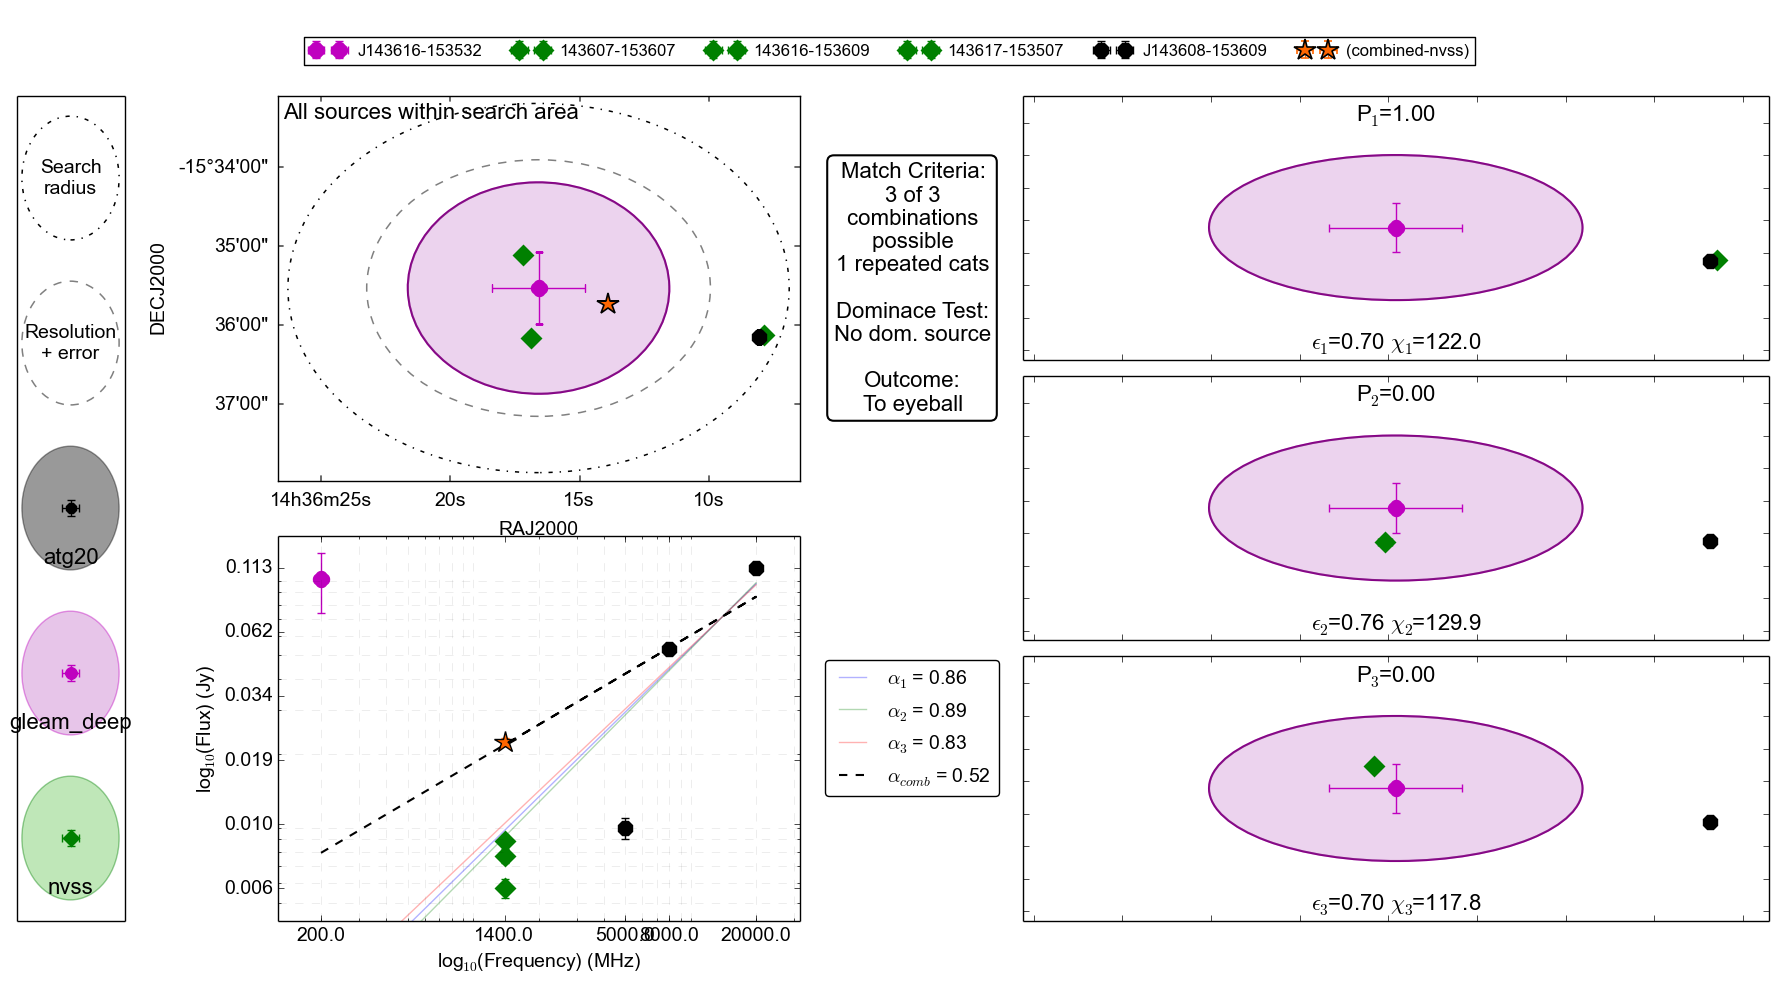 J143616-153532 143607-153607 143616-153609 143617-153507 J143608-153609 (combined-nvss)
Search
radius
Resolution
+ error
atg20
gleam_deep
nvss
All sources within search area
DECJ2000
-15°34'00"
35'00"
36'00"
37'00"
14h36m25s 20s 15s 10s
RAJ2000
Match Criteria:
3 of 3
combinations
possible
1 repeated cats
Dominace Test:
No dom. source
Outcome:
To eyeball
log₁₀(Flux) (Jy)
0.113
0.062
0.034
0.019
0.010
0.006
200.0 1400.0 5000.0 8000.0 20000.0
log₁₀(Frequency) (MHz)
α₁ = 0.86
α₂ = 0.89
α₃ = 0.83
α_comb = 0.52
P₁=1.00
ϵ₁=0.70 χ₁=122.0
P₂=0.00
ϵ₂=0.76 χ₂=129.9
P₃=0.00
ϵ₃=0.70 χ₃=117.8